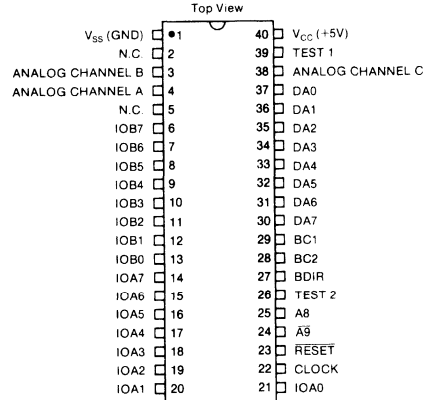 Top View
VSS (GND) •1 40 VCC (+5V)
N.C. 2 39 TEST 1
ANALOG CHANNEL B 3 38 ANALOG CHANNEL C
ANALOG CHANNEL A 4 37 DA0
N.C. 5 36 DA1
IOB7 6 35 DA2
IOB6 7 34 DA3
IOB5 8 33 DA4
IOB4 9 32 DA5
IOB3 10 31 DA6
IOB2 11 30 DA7
IOB1 12 29 BC1
IOB0 13 28 BC2
IOA7 14 27 BDIR
IOA6 15 26 TEST 2
IOA5 16 25 A8
IOA4 17 24 A̅9̅
IOA3 18 23 R̅E̅S̅E̅T̅
IOA2 19 22 CLOCK
IOA1 20 21 IOA0